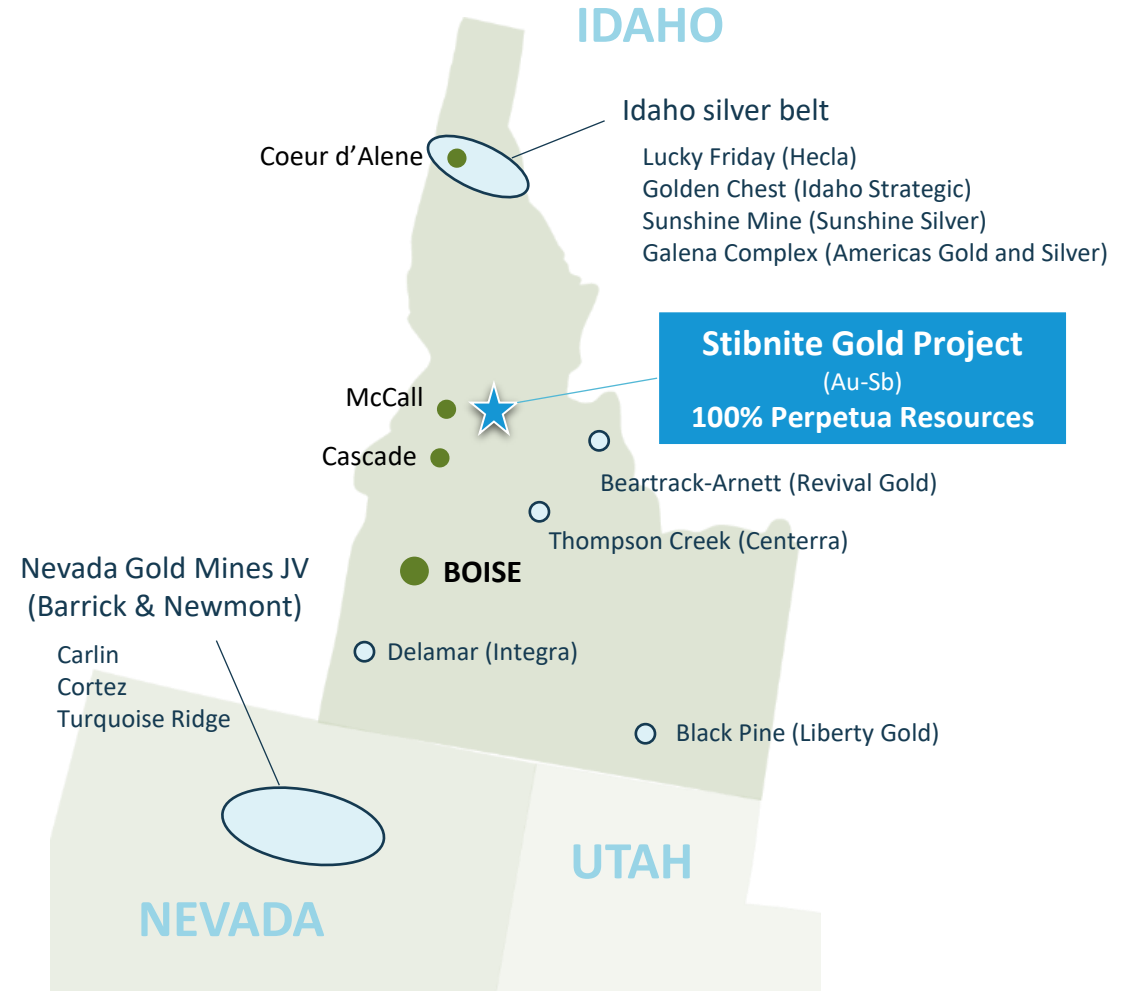 IDAHO
Idaho silver belt
Coeur d’Alene
Lucky Friday (Hecla)
Golden Chest (Idaho Strategic)
Sunshine Mine (Sunshine Silver)
Galena Complex (Americas Gold and Silver)
Stibnite Gold Project
(Au-Sb)
100% Perpetua Resources
McCall
Cascade
Beartrack-Arnett (Revival Gold)
Thompson Creek (Centerra)
BOISE
Nevada Gold Mines JV
(Barrick & Newmont)
Carlin
Cortez
Turquoise Ridge
Delamar (Integra)
Black Pine (Liberty Gold)
UTAH
NEVADA